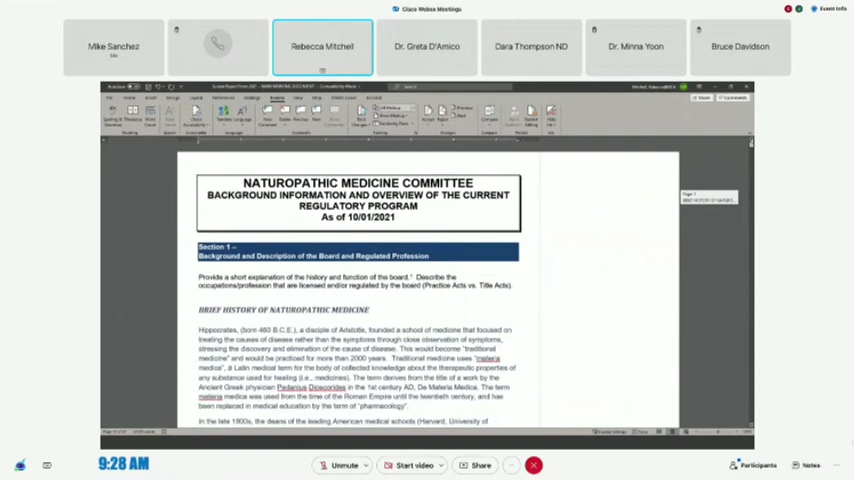 Cisco Webex Meetings
Event Info
Mike Sanchez
Me
Rebecca Mitchell
Dr. Greta D'Amico
Dara Thompson ND
Dr. Minna Yoon
Bruce Davidson
Share
Comments
NATUROPATHIC MEDICINE COMMITTEE
BACKGROUND INFORMATION AND OVERVIEW OF THE CURRENT
REGULATORY PROGRAM
As of 10/01/2021
Section 1 –
Background and Description of the Board and Regulated Profession
Provide a short explanation of the history and function of the board.¹ Describe the
occupations/profession that are licensed and/or regulated by the board (Practice Acts vs. Title Acts).
BRIEF HISTORY OF NATUROPATHIC MEDICINE
Hippocrates, (born 460 B.C.E.), a disciple of Aristotle, founded a school of medicine that focused on
treating the causes of disease rather than the symptoms through close observation of symptoms,
stressing the discovery and elimination of the cause of disease. This would become "traditional
medicine" and would be practiced for more than 2000 years. Traditional medicine uses "materia
medica", a Latin medical term for the body of collected knowledge about the therapeutic properties of
any substance used for healing (i.e., medicines). The term derives from the title of a work by the
Ancient Greek physician Pedanius Dioscorides in the 1st century AD, De Materia Medica. The term
materia medica was used from the time of the Roman Empire until the twentieth century, and has
been replaced in medical education by the term of "pharmacology".
In the late 1800s, the deans of the leading American medical schools (Harvard, University of
Page 1
9:28 AM
Unmute
Start video
Share
Participants
Notes